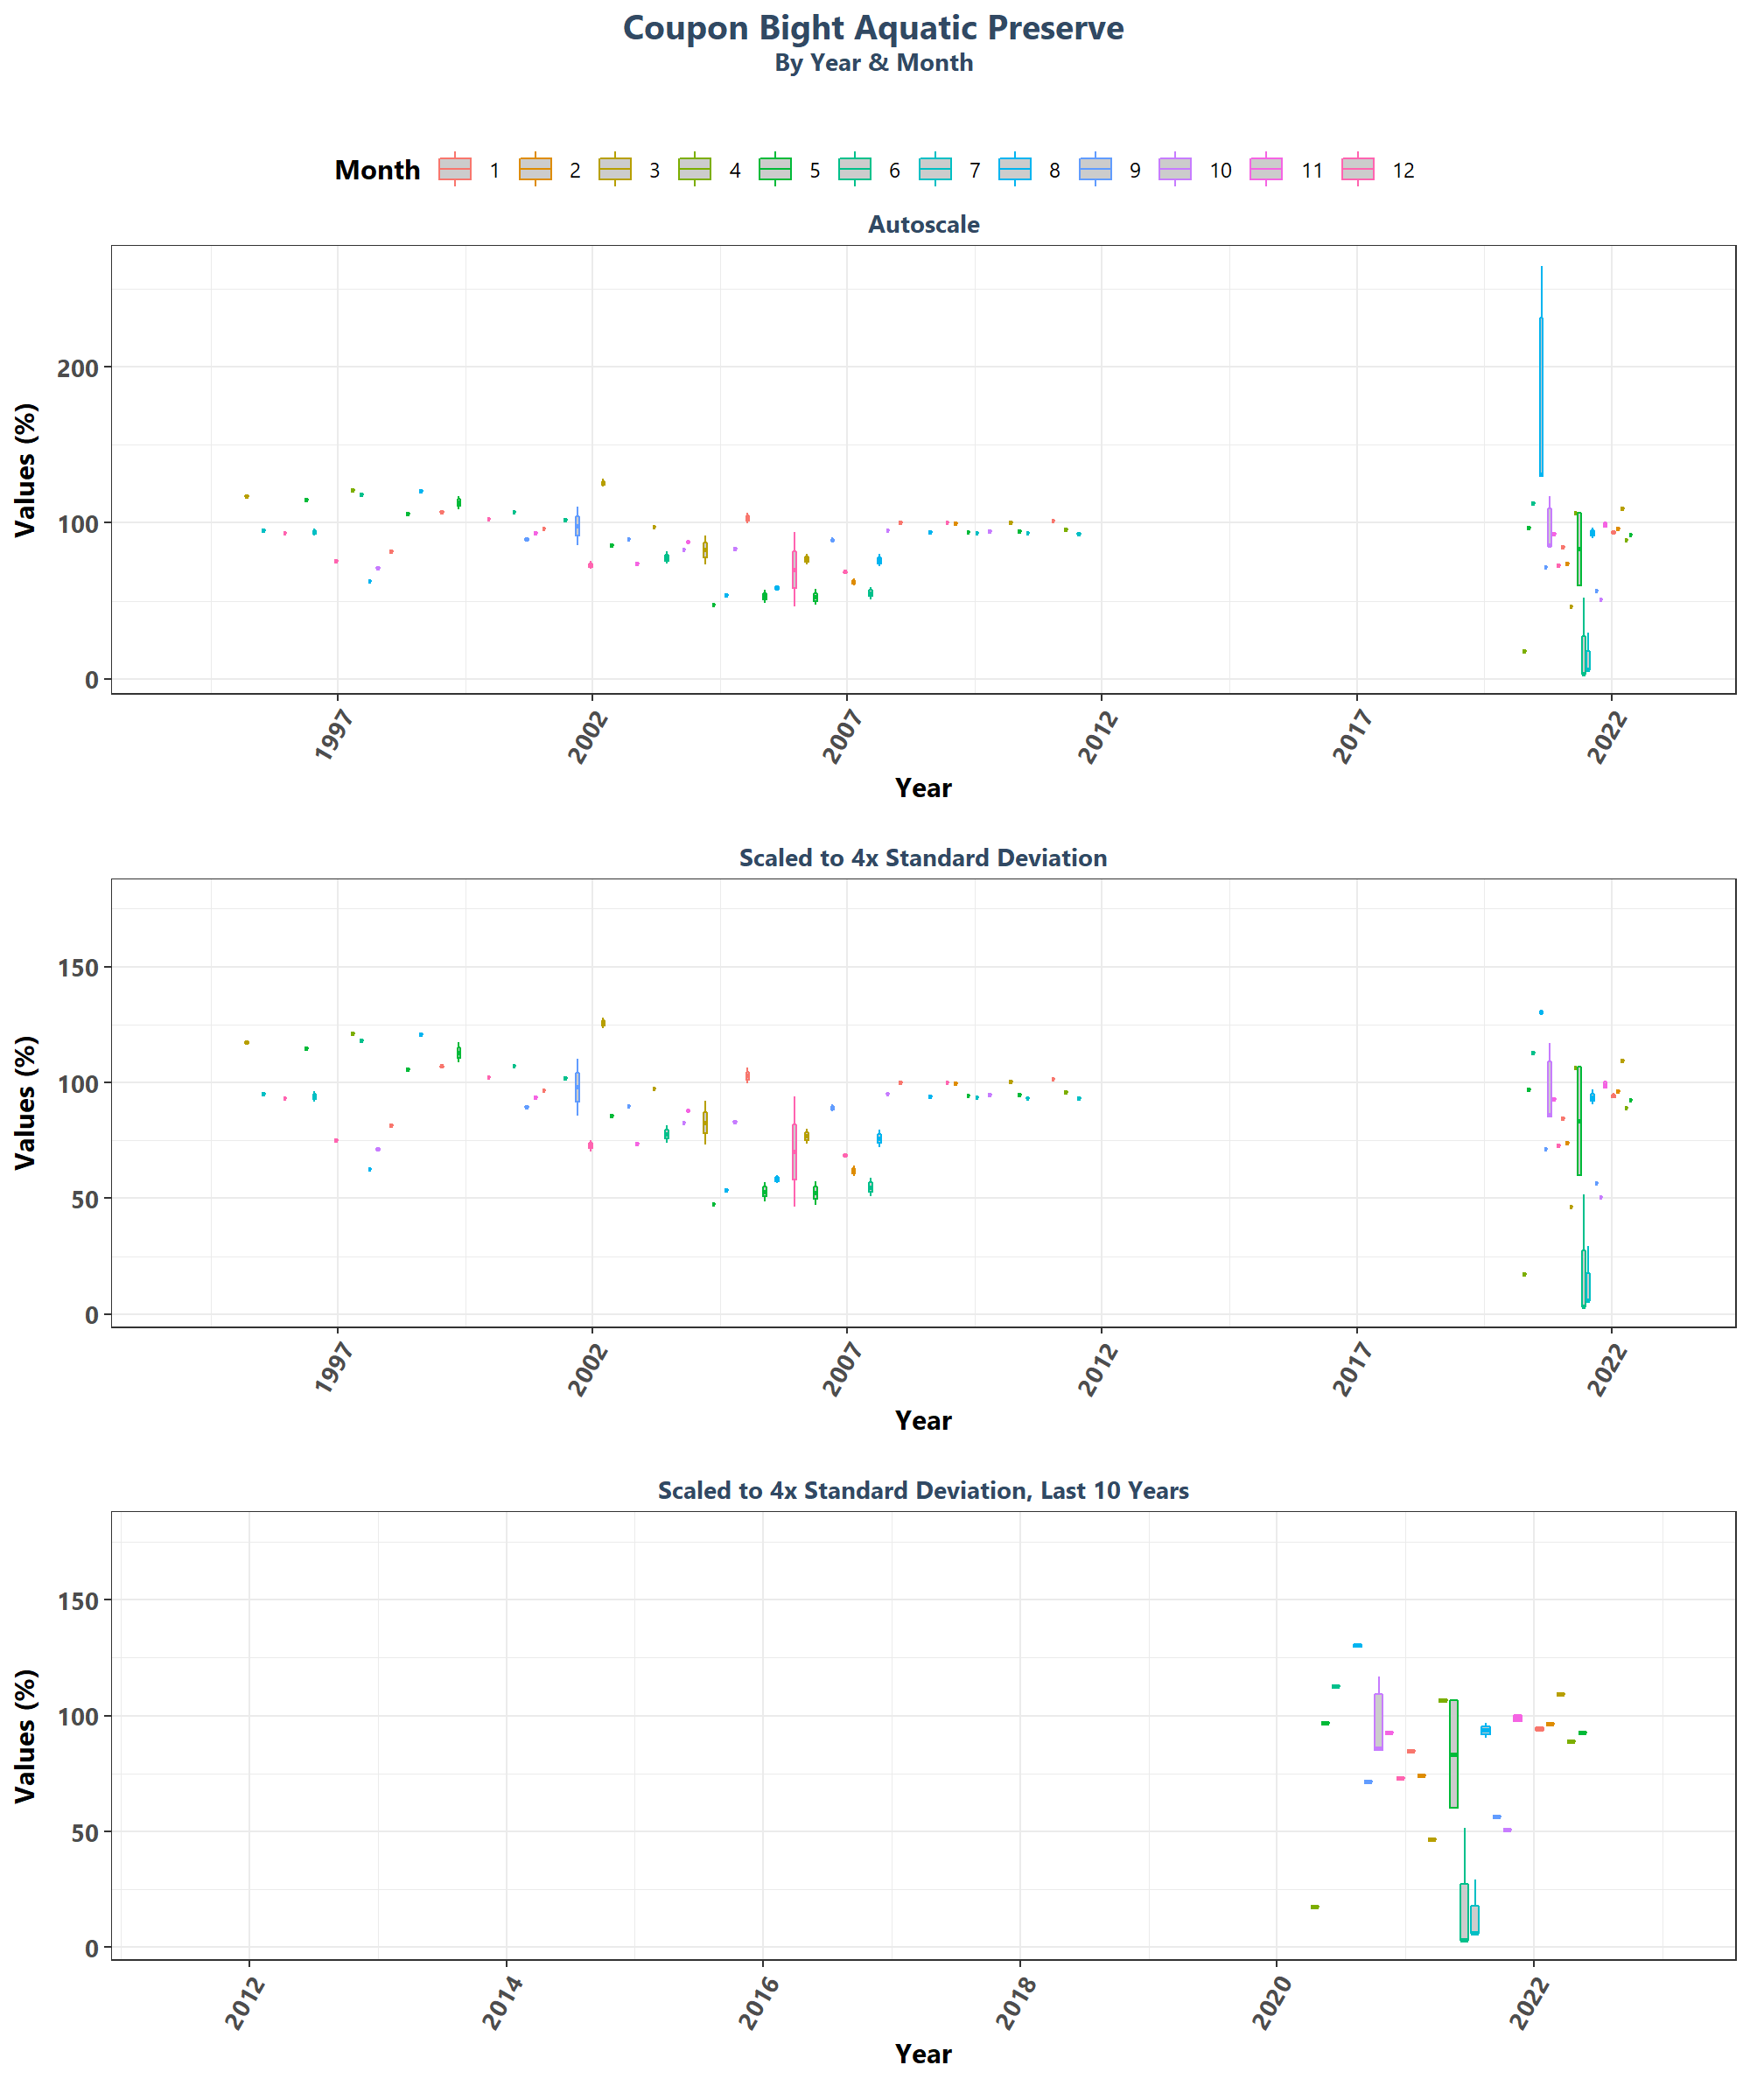 Coupon Bight Aquatic Preserve
By Year & Month
Month 1 2 3 4 5 6 7 8 9 10 11 12
Autoscale
Values (%)
200
100
0
1997 2002 2007 2012 2017 2022
Year
Scaled to 4x Standard Deviation
Values (%)
150
100
50
0
1997 2002 2007 2012 2017 2022
Year
Scaled to 4x Standard Deviation, Last 10 Years
Values (%)
150
100
50
0
2012 2014 2016 2018 2020 2022
Year